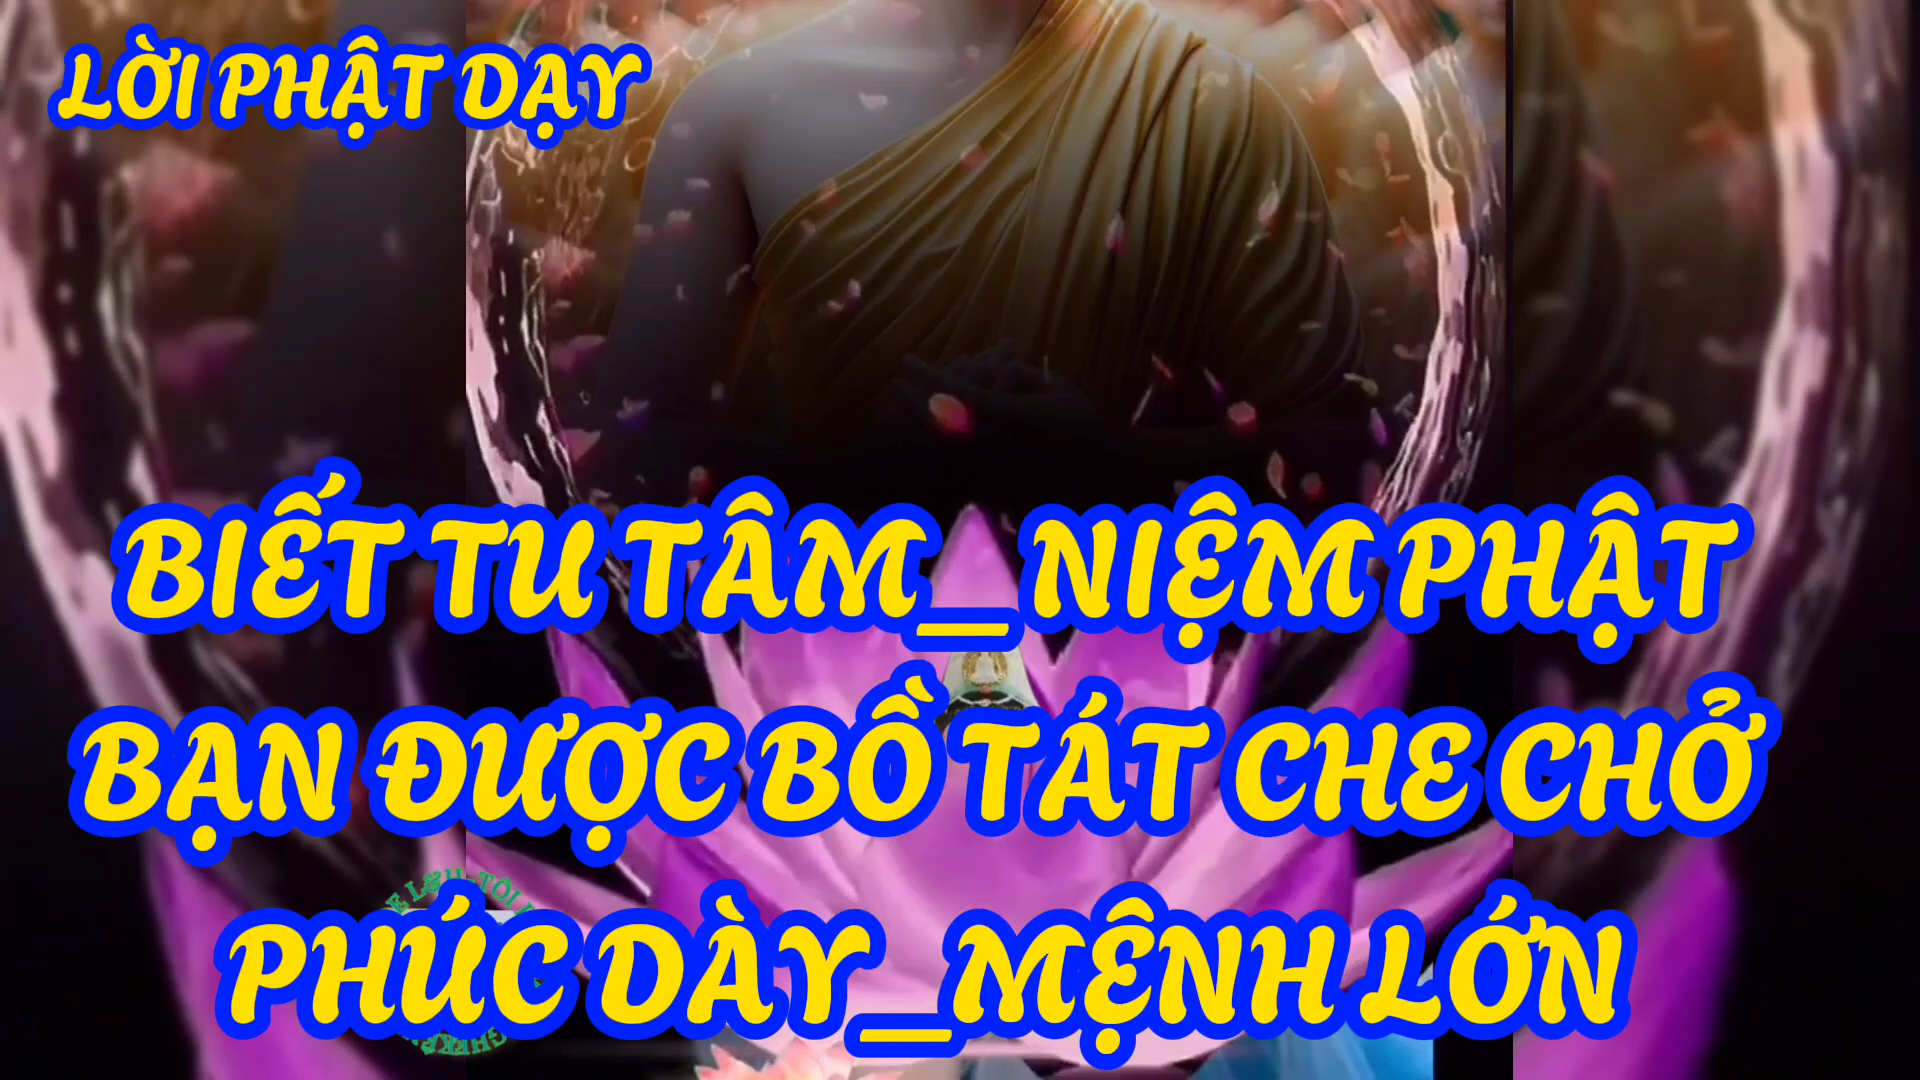 LỜI PHẬT DẠY
BIẾT TU TÂM_NIỆM PHẬT
BẠN ĐƯỢC BỒ TÁT CHE CHỞ
PHÚC DÀY_MỆNH LỚN